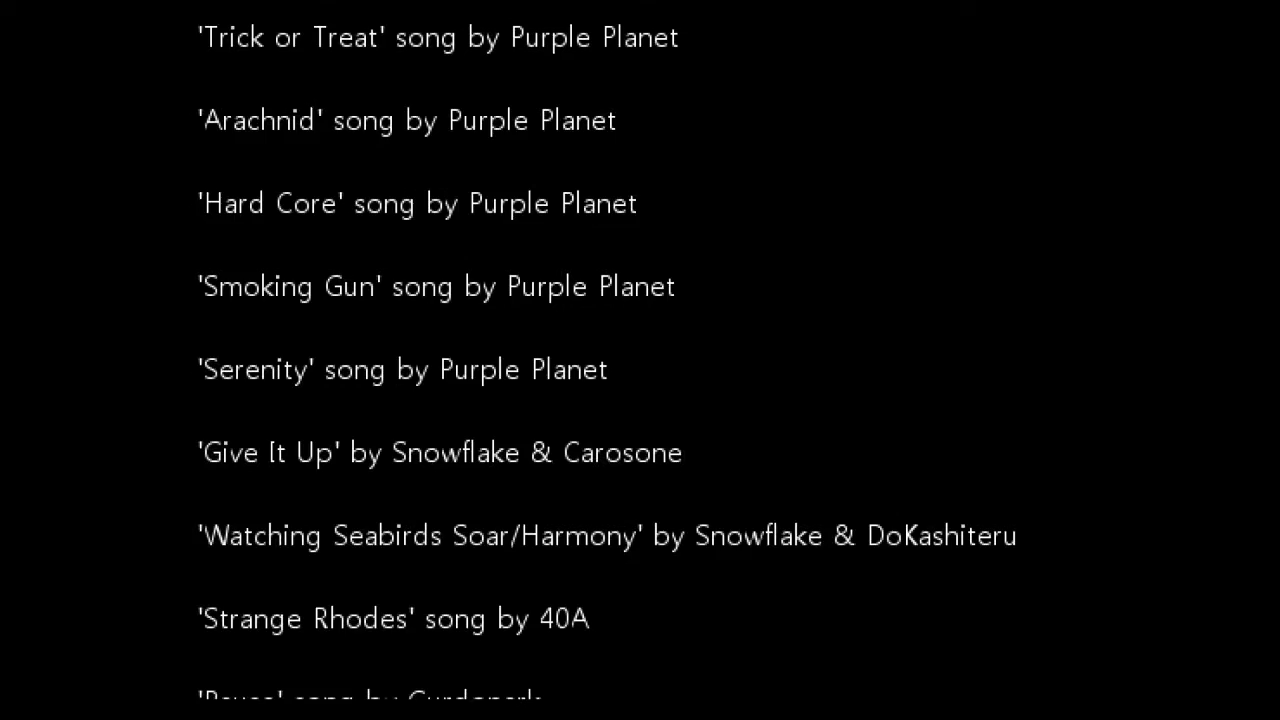 'Trick or Treat' song by Purple Planet
'Arachnid' song by Purple Planet
'Hard Core' song by Purple Planet
'Smoking Gun' song by Purple Planet
'Serenity' song by Purple Planet
'Give It Up' by Snowflake & Carosone
'Watching Seabirds Soar/Harmony' by Snowflake & DoKashiteru
'Strange Rhodes' song by 40A
song by